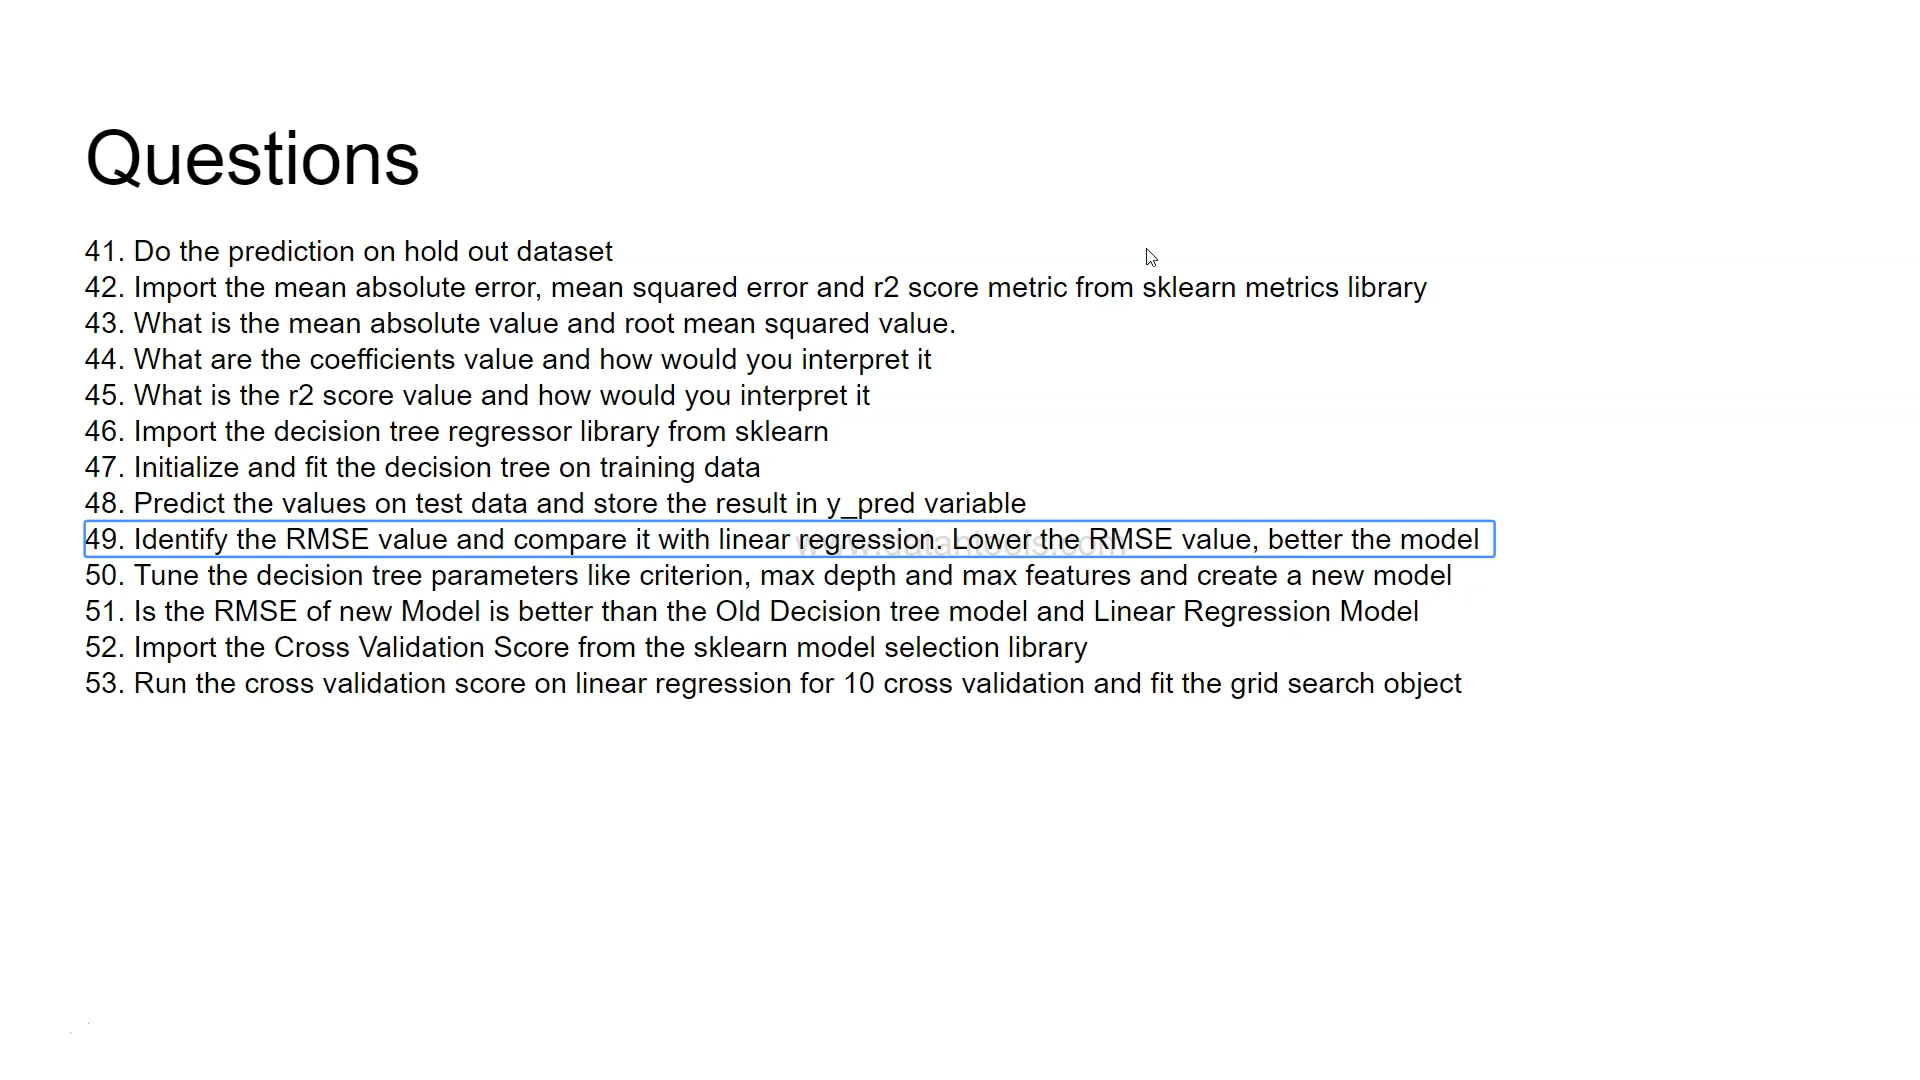 Questions
41. Do the prediction on hold out dataset
42. Import the mean absolute error, mean squared error and r2 score metric from sklearn metrics library
43. What is the mean absolute value and root mean squared value.
44. What are the coefficients value and how would you interpret it
45. What is the r2 score value and how would you interpret it
46. Import the decision tree regressor library from sklearn
47. Initialize and fit the decision tree on training data
48. Predict the values on test data and store the result in y_pred variable
49. Identify the RMSE value and compare it with linear regression. Lower the RMSE value, better the model
50. Tune the decision tree parameters like criterion, max depth and max features and create a new model
51. Is the RMSE of new Model is better than the Old Decision tree model and Linear Regression Model
52. Import the Cross Validation Score from the sklearn model selection library
53. Run the cross validation score on linear regression for 10 cross validation and fit the grid search object